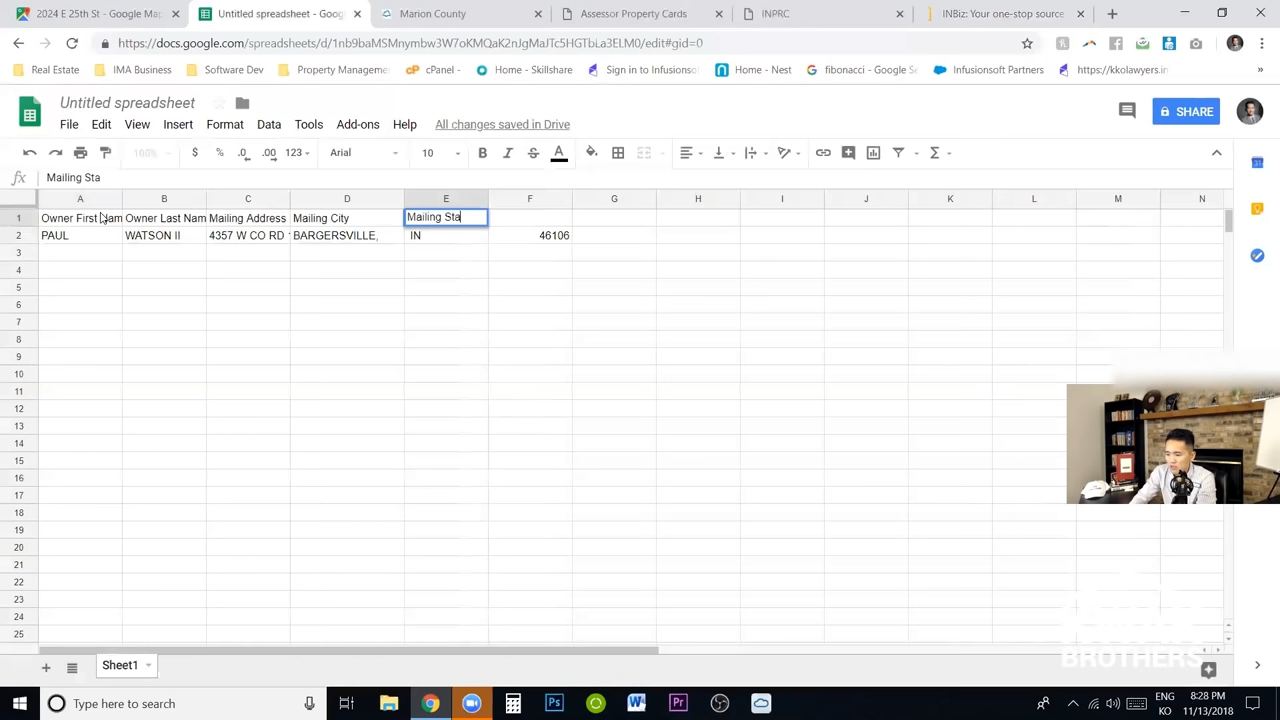 2024 E 25th St - Google Ma
Untitled spreadsheet - Goog
Marion County
Assessor Property Cards
INPRC
INBiz: Your one-stop source
https://docs.google.com/spreadsheets/d/
Real Estate
IMA Business
Software Dev
Property Manageme
cPanel -
Home - Skillshare
Sign in to Infusionso
Home - Nest
fibonacci - Google Se
Infusionsoft Partners
https://kkolawyers.in
Untitled spreadsheet
SHARE
File Edit View Insert Format Data Tools Add-ons Help All changes saved in Drive
100% $ % .0 .00 123 Arial 10 B I S A
fx Mailing Sta
A B C D E F G H I J K L M N
1 Owner First Nam Owner Last Nam Mailing Address Mailing City Mailing Sta
2 PAUL WATSON II 4357 W CO RD BARGERSVILLE, IN 46106
3
4
5
6
7
8
9
10
11
12
13
14
15
16
17
18
19
20
21
22
23
24
25
BROTHERS
Sheet1
Type here to search
ENG
KO
8:28 PM
11/13/2018